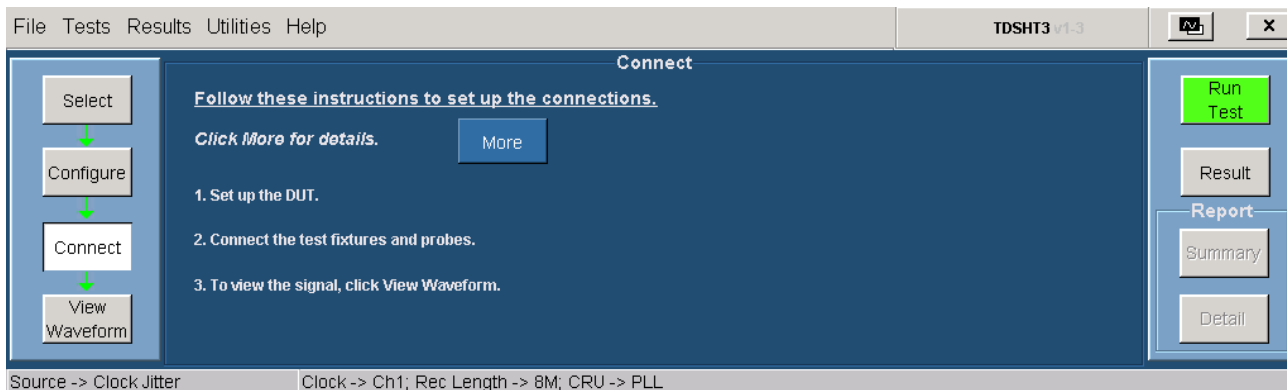 File Tests Results Utilities Help
TDSHT3 v1-3
x
Select
Configure
Connect
View
Waveform
Connect
Follow these instructions to set up the connections.
Click More for details.
More
1. Set up the DUT.
2. Connect the test fixtures and probes.
3. To view the signal, click View Waveform.
Run
Test
Result
Report
Summary
Detail
Source -> Clock Jitter
Clock -> Ch1; Rec Length -> 8M; CRU -> PLL